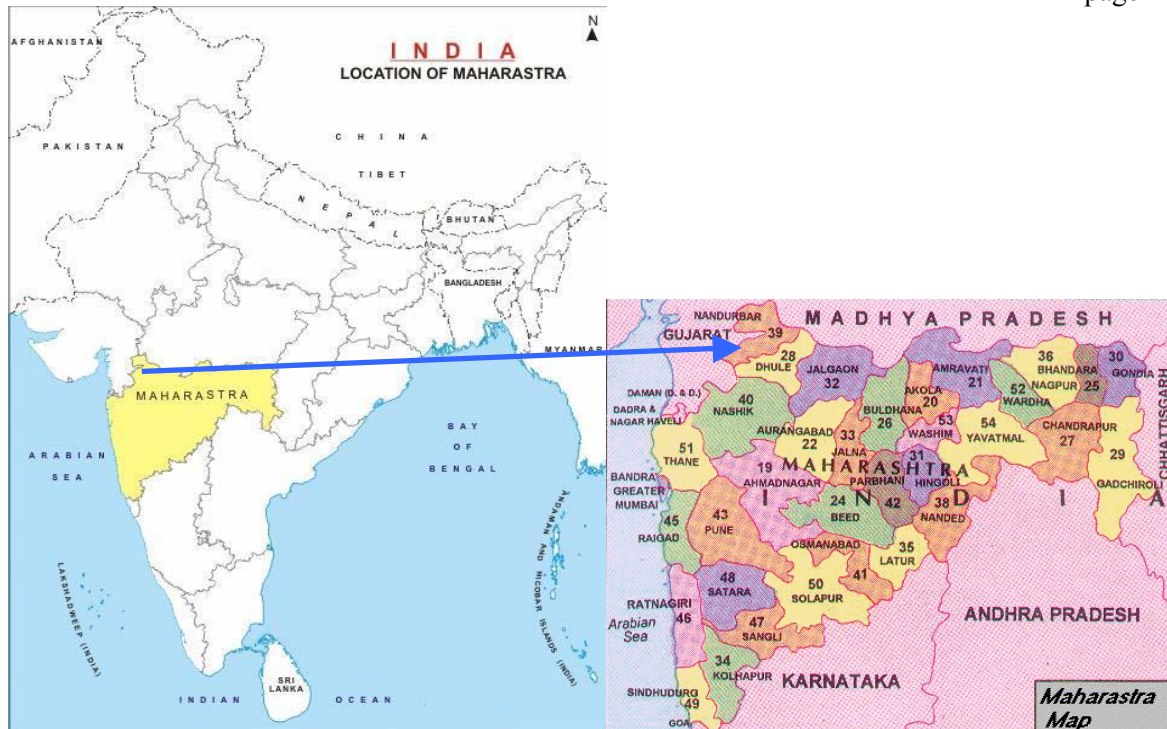 page
N
I N D I A
LOCATION OF MAHARASTRA
AFGHANISTAN
PAKISTAN
C H I N A
TIBET
N E P A L
BHUTAN
BANGLADESH
MYANMAR
MAHARASTRA
ARABIAN
SEA
BAY
OF
BENGAL
LAKSHADWEEP (INDIA)
ANDAMAN AND NICOBAR ISLANDS (INDIA)
SRI
LANKA
INDIAN OCEAN
NANDURBAR
39
GUJARAT
MADHYA PRADESH
28
DHULE
JALGAON
32
AMRAVATI
21
36
BHANDARA
NAGPUR
25
30
GONDIA
DAMAN (D. & D.)
DADRA &
NAGAR HAVELI
40
NASHIK
BULDHANA
26
AKOLA
20
52
WARDHA
CHHATTISGARH
AURANGABAD
22
33
JALNA
53
WASHIM
54
YAVATMAL
CHANDRAPUR
27
29
GADCHIROLI
51
THANE
19
AHMADNAGAR
MAHARASHTRA
PARBHANI
31
HINGOLI
I N D I A
BANDRA
GREATER
MUMBAI
45
RAIGAD
43
PUNE
24
BEED
42
38
NANDED
OSMANABAD
35
LATUR
41
48
SATARA
50
SOLAPUR
RATNAGIRI
46
Arabian
Sea
47
SANGLI
ANDHRA PRADESH
34
KOLHAPUR
KARNATAKA
SINDHUDURG
49
GOA
Maharastra
Map